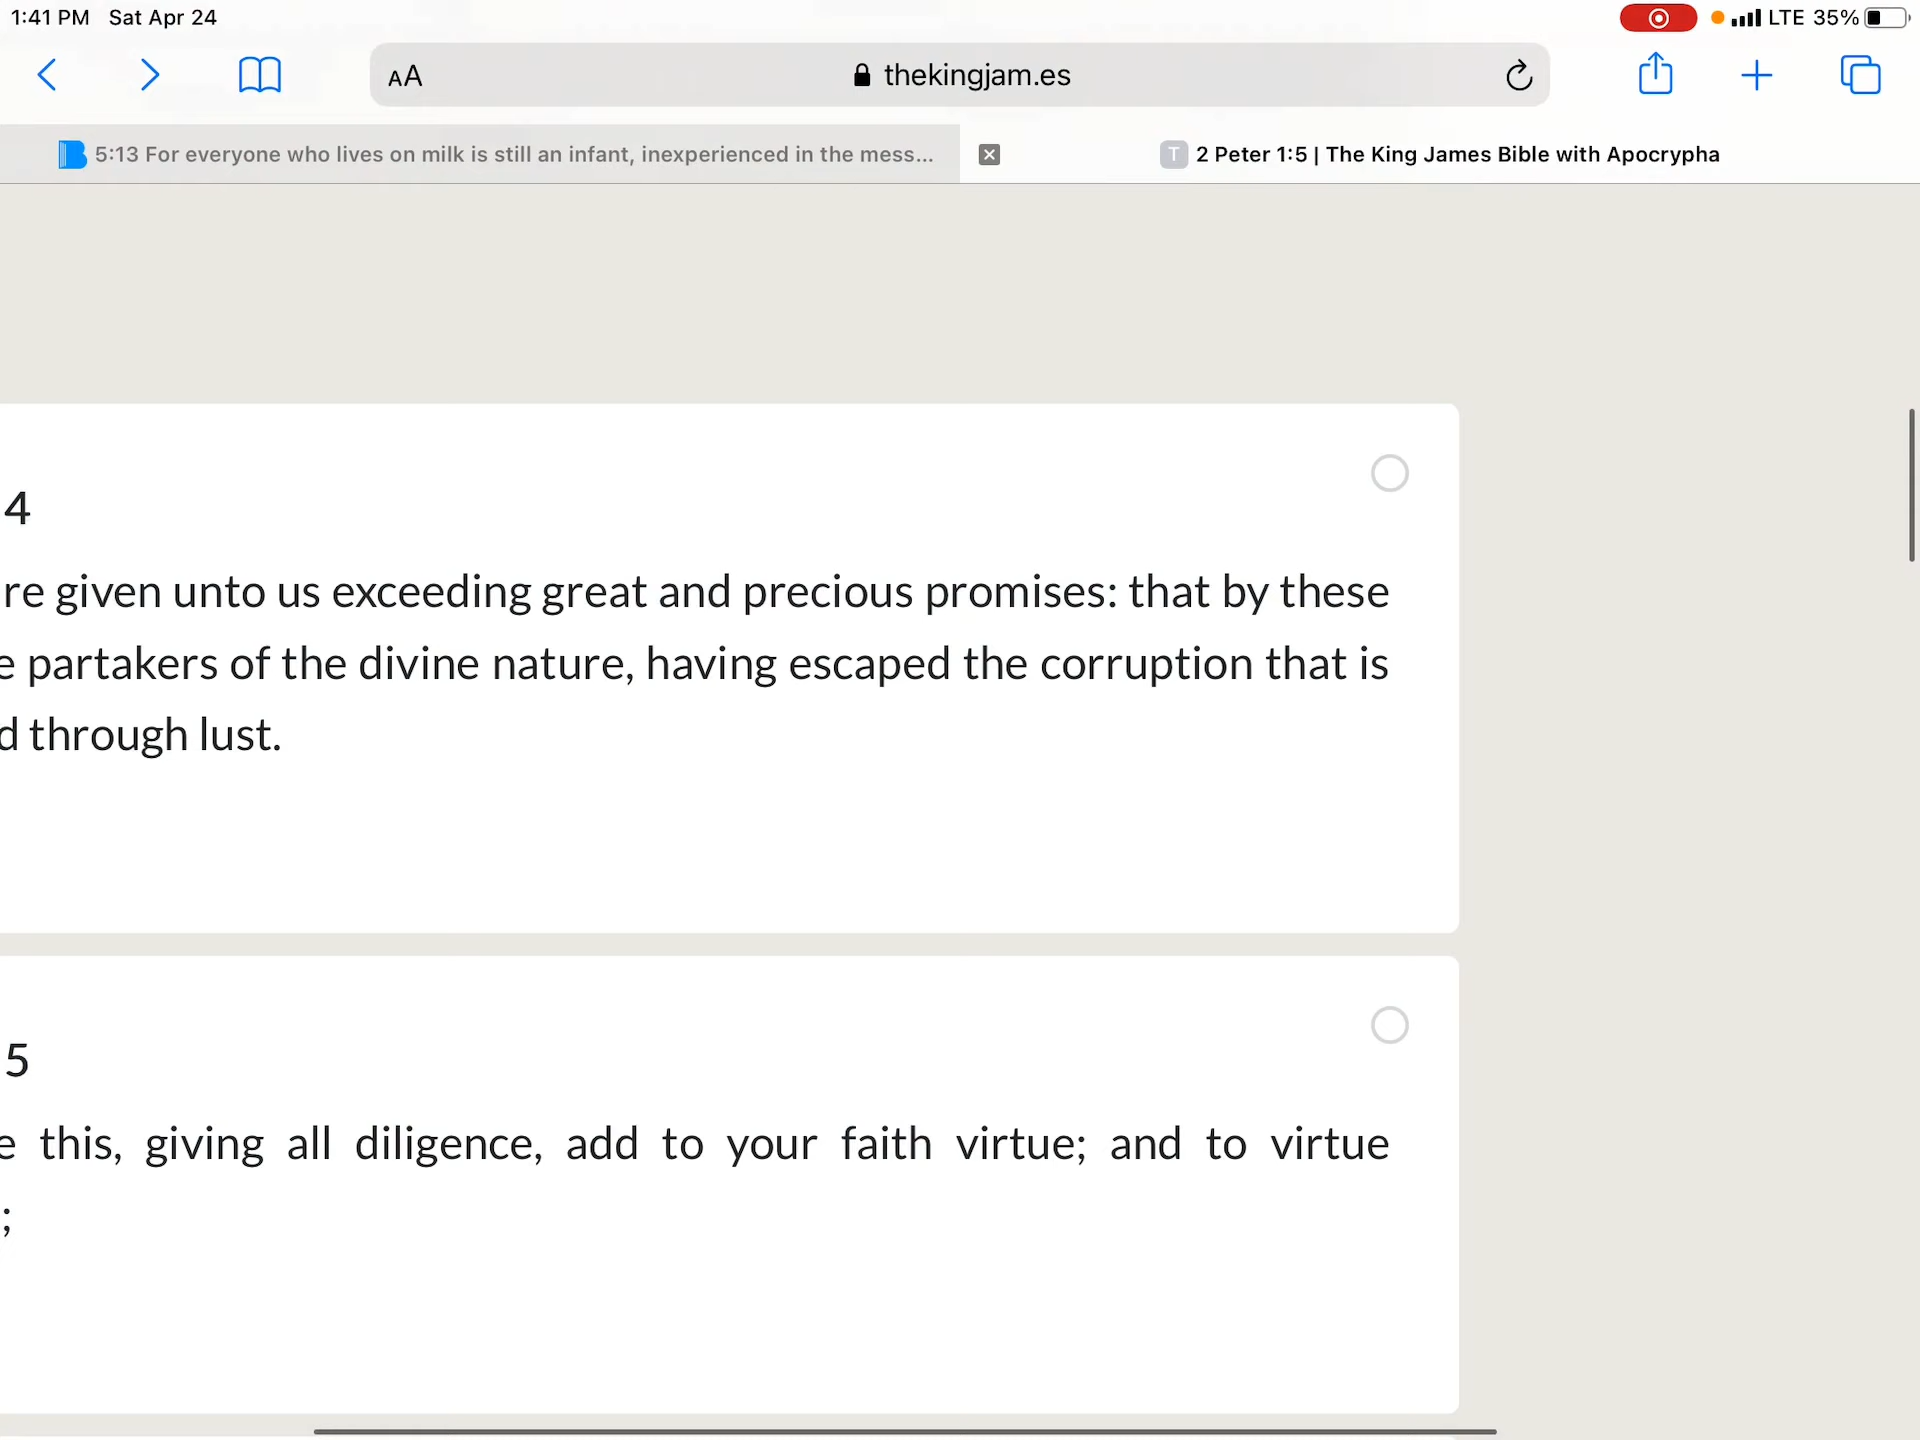 1:41 PM Sat Apr 24
LTE 35%
AA
thekingjam.es
5:13 For everyone who lives on milk is still an infant, inexperienced in the mess...
T 2 Peter 1:5 | The King James Bible with Apocrypha
4
re given unto us exceeding great and precious promises: that by these
e partakers of the divine nature, having escaped the corruption that is
d through lust.
5
e this, giving all diligence, add to your faith virtue; and to virtue
;